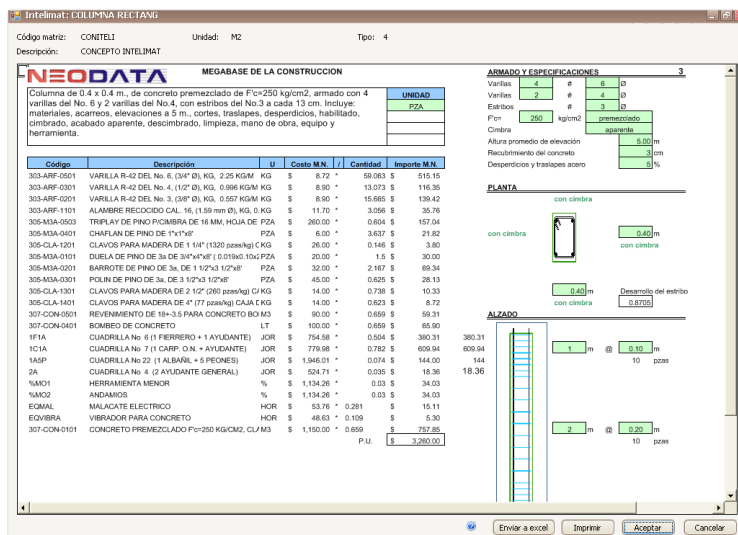 Intelimat: COLUMNA RECTANG
Código matriz: CONITELI Unidad: M2 Tipo: 4
Descripción: CONCEPTO INTELIMAT
NEODATA
MEGABASE DE LA CONSTRUCCION
Columna de 0.4 x 0.4 m., de concreto premezclado de F'c=250 kg/cm2, armado con 4
varillas del No. 6 y 2 varillas del No.4, con estribos del No.3 a cada 13 cm. Incluye:
materiales, acarreos, elevaciones a 5 m., cortes, traslapes, desperdicios, habilitado,
cimbrado, acabado aparente, descimbrado, limpieza, mano de obra, equipo y
herramienta.
UNIDAD
PZA
Código Descripción U Costo M.N. / Cantidad Importe M.N.
303-ARF-0501 VARILLA R-42 DEL No. 6, (3/4" Ø), KG, 2.25 KG/M KG $ 8.72 * 59.063 $ 515.15
303-ARF-0301 VARILLA R-42 DEL No. 4, (1/2" Ø), KG, 0.996 KG/M KG $ 8.90 * 13.073 $ 116.35
303-ARF-0201 VARILLA R-42 DEL No. 3, (3/8" Ø), KG, 0.557 KG/M KG $ 8.90 * 15.665 $ 139.42
303-ARF-1101 ALAMBRE RECOCIDO CAL. 16, (1.59 mm Ø), KG, 0. KG $ 11.70 * 3.056 $ 35.76
305-M3A-0503 TRIPLAY DE PINO P/CIMBRA DE 16 MM, HOJA DE PZA $ 260.00 * 0.604 $ 157.04
305-M3A-0401 CHAFLAN DE PINO DE 1"x1"x8' PZA $ 6.00 * 3.637 $ 21.82
305-CLA-1201 CLAVOS PARA MADERA DE 1 1/4" (1320 pzas/kg) C KG $ 26.00 * 0.146 $ 3.80
305-M3A-0101 DUELA DE PINO DE 3a DE 3/4"x4"x8' ( 0.019x0.10x2 PZA $ 20.00 * 1.5 $ 30.00
305-M3A-0201 BARROTE DE PINO DE 3a, DE 1 1/2"x3 1/2"x8' PZA $ 32.00 * 2.167 $ 69.34
305-M3A-0301 POLIN DE PINO DE 3a, DE 3 1/2"x3 1/2"x8' PZA $ 45.00 * 0.625 $ 28.13
305-CLA-1301 CLAVOS PARA MADERA DE 2 1/2" (260 pzas/kg) CA KG $ 14.00 * 0.738 $ 10.33
305-CLA-1401 CLAVOS PARA MADERA DE 4" (77 pzas/kg) CAJA D KG $ 14.00 * 0.623 $ 8.72
307-CON-0501 REVENIMIENTO DE 18+-3.5 PARA CONCRETO BO M3 $ 90.00 * 0.659 $ 59.31
307-CON-0401 BOMBEO DE CONCRETO LT $ 100.00 * 0.659 $ 65.90
1F1A CUADRILLA No 6 (1 FIERRERO + 1 AYUDANTE) JOR $ 754.58 * 0.504 $ 380.31 380.31
1C1A CUADRILLA No 7 (1 CARP. O.N. + AYUDANTE) JOR $ 779.98 * 0.782 $ 609.94 609.94
1A5P CUADRILLA No 22 (1 ALBAÑIL + 5 PEONES) JOR $ 1,946.01 * 0.074 $ 144.00 144
2A CUADRILLA No 4 (2 AYUDANTE GENERAL) JOR $ 524.71 * 0.035 $ 18.36 18.36
%MO1 HERRAMIENTA MENOR % $ 1,134.26 * 0.03 $ 34.03
%MO2 ANDAMIOS % $ 1,134.26 * 0.03 $ 34.03
EQMAL MALACATE ELECTRICO HOR $ 53.76 * 0.281 $ 15.11
EQVIBRA VIBRADOR PARA CONCRETO HOR $ 48.63 * 0.109 $ 5.30
307-CON-0101 CONCRETO PREMEZCLADO F'c=250 KG/CM2, CL M3 $ 1,150.00 * 0.659 $ 757.85
P.U. $ 3,260.00
ARMADO Y ESPECIFICACIONES 3
Varillas 4 # 6 Ø
Varillas 2 # 4 Ø
Estribos # 3 Ø
F'c= 250 kg/cm2 premezclado
Cimbra aparente
Altura promedio de elevación 5.00 m
Recubrimiento del concreto 3 cm
Desperdicios y traslapes acero 5 %
PLANTA
con cimbra
con cimbra 0.40 m
con cimbra
0.40 m Desarrollo del estribo
con cimbra 0.8705
ALZADO
1 m @ 0.10 m
10 pzas
2 m @ 0.20 m
10 pzas
Enviar a excel Imprimir Aceptar Cancelar